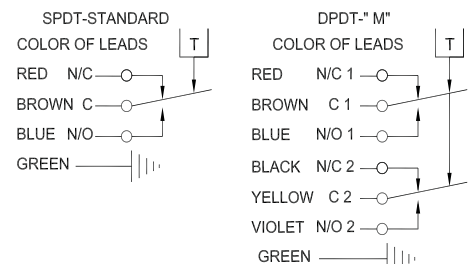 SPDT-STANDARD
COLOR OF LEADS T
RED N/C
BROWN C
BLUE N/O
GREEN
DPDT-" M"
COLOR OF LEADS T
RED N/C 1
BROWN C 1
BLUE N/O 1
BLACK N/C 2
YELLOW C 2
VIOLET N/O 2
GREEN